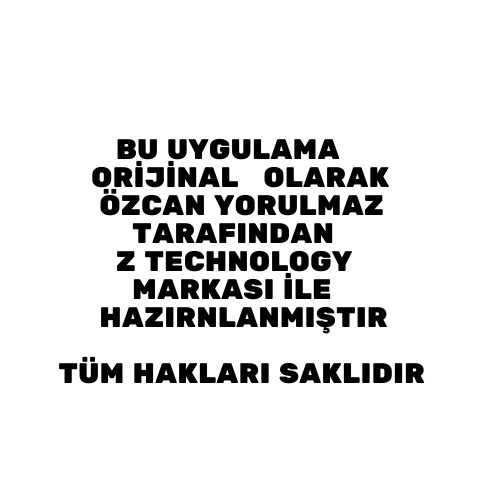 BU UYGULAMA
ORİJİNAL OLARAK
ÖZCAN YORULMAZ
TARAFINDAN
Z TECHNOLOGY
MARKASI İLE
HAZIRNLANMIŞTIR
TÜM HAKLARI SAKLIDIR